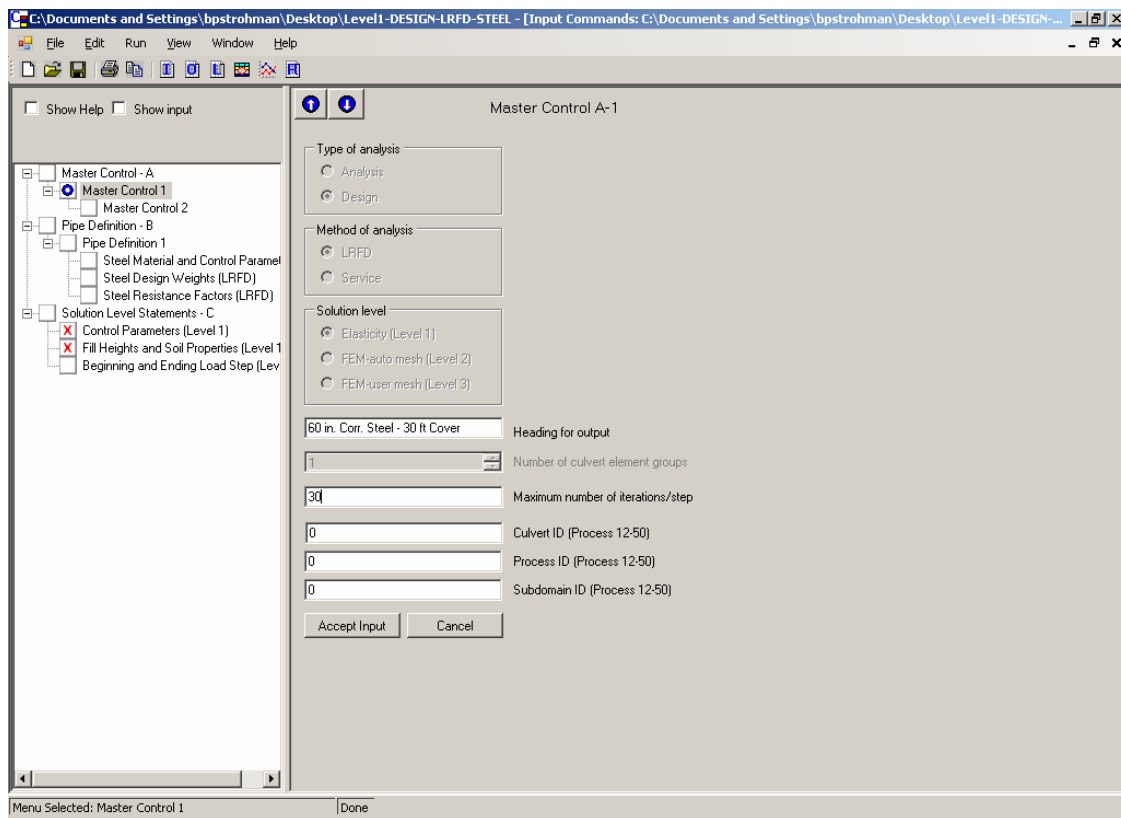 C:\Documents and Settings\bpstrohman\Desktop\Level1-DESIGN-LRFD-STEEL - [Input Commands: C:\Documents and Settings\bpstrohman\Desktop\Level1-DESIGN-...
File Edit Run View Window Help
Show Help Show input
Master Control A-1
Master Control - A
Master Control 1
Master Control 2
Pipe Definition - B
Pipe Definition 1
Steel Material and Control Paramet
Steel Design Weights (LRFD)
Steel Resistance Factors (LRFD)
Solution Level Statements - C
X Control Parameters (Level 1)
X Fill Heights and Soil Properties (Level 1
Beginning and Ending Load Step (Lev
Type of analysis
Analysis
Design
Method of analysis
LRFD
Service
Solution level
Elasticity (Level 1)
FEM-auto mesh (Level 2)
FEM-user mesh (Level 3)
60 in. Corr. Steel - 30 ft Cover Heading for output
1 Number of culvert element groups
30 Maximum number of iterations/step
0 Culvert ID (Process 12-50)
0 Process ID (Process 12-50)
0 Subdomain ID (Process 12-50)
Accept Input Cancel
Menu Selected: Master Control 1 Done